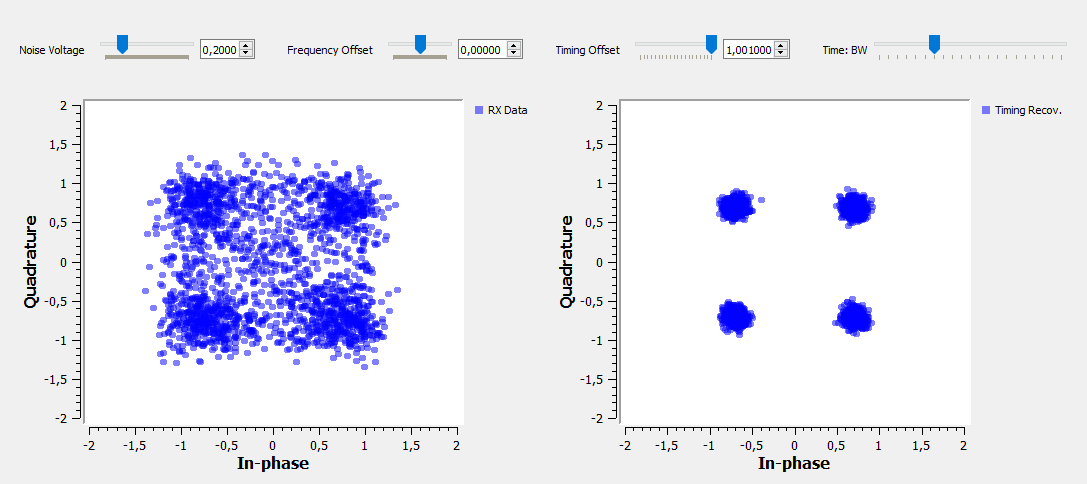 Noise Voltage 0,2000 Frequency Offset 0,00000 Timing Offset 1,001000 Time: BW
RX Data
2
1,5
1
0,5
0
-0,5
-1
-1,5
-2
Quadrature
-2 -1,5 -1 -0,5 0 0,5 1 1,5 2
In-phase
Timing Recov.
2
1,5
1
0,5
0
-0,5
-1
-1,5
-2
Quadrature
-2 -1,5 -1 -0,5 0 0,5 1 1,5 2
In-phase